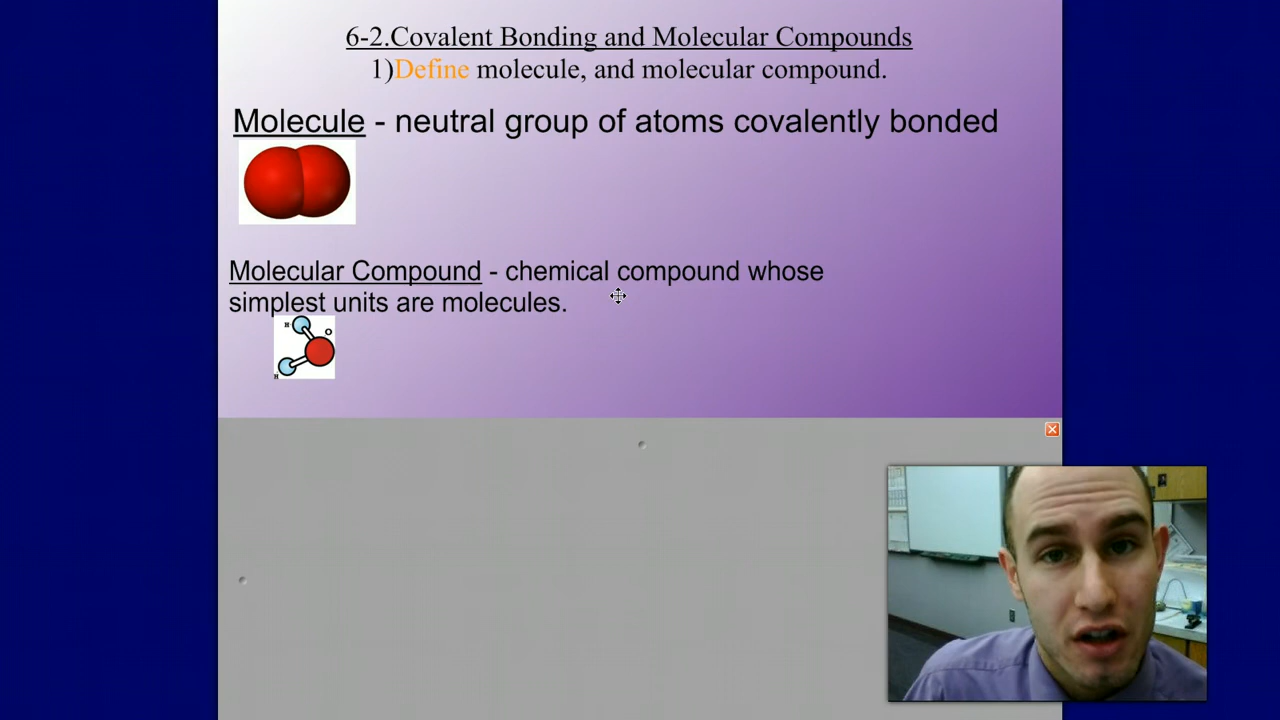 6-2.Covalent Bonding and Molecular Compounds
1)Define molecule, and molecular compound.
Molecule - neutral group of atoms covalently bonded
Molecular Compound - chemical compound whose
simplest units are molecules.
H
O
H